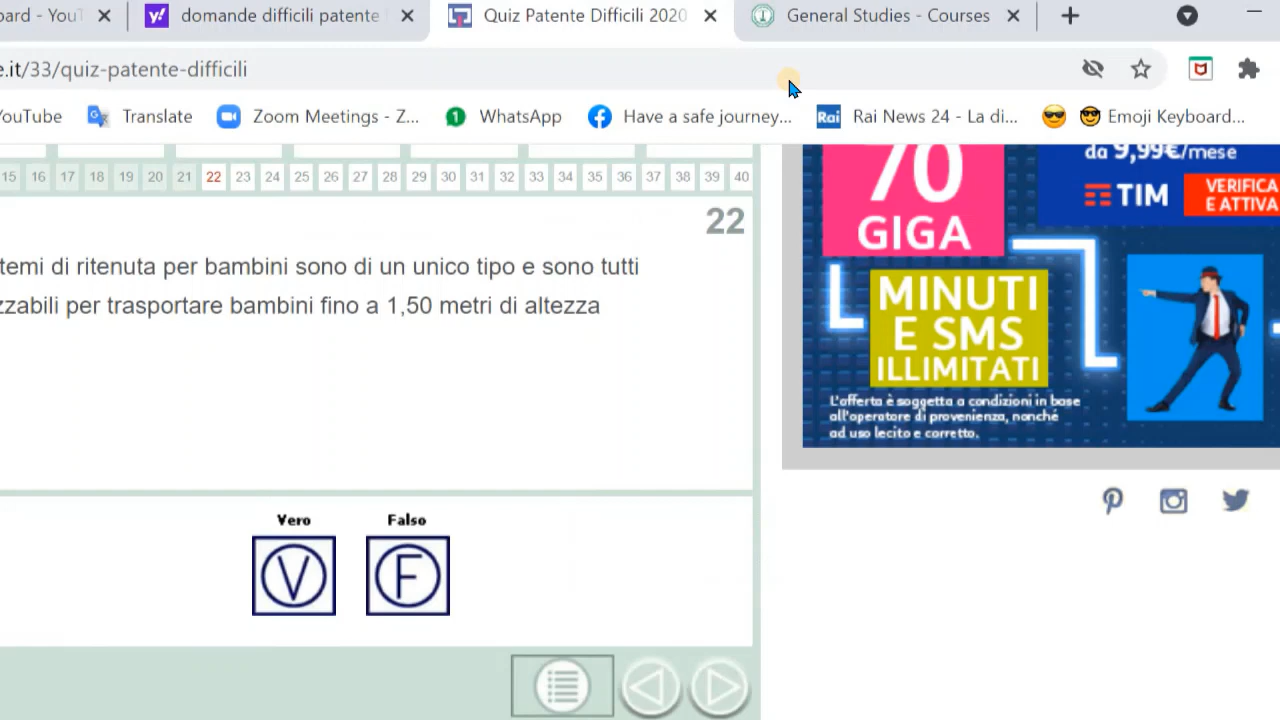 oard - YouT
domande difficili patente
Quiz Patente Difficili 2020
General Studies - Courses
e.it/33/quiz-patente-difficili
YouTube
Translate
Zoom Meetings - Z...
1
WhatsApp
Have a safe journey...
Rai
Rai News 24 - La di...
Emoji Keyboard...
15 16 17 18 19 20 21 22 23 24 25 26 27 28 29 30 31 32 33 34 35 36 37 38 39 40
22
temi di ritenuta per bambini sono di un unico tipo e sono tutti
zzabili per trasportare bambini fino a 1,50 metri di altezza
Vero
Falso
V
F
70
GIGA
da 9,99€/mese
TIM
VERIFICA
E ATTIVA
MINUTI
E SMS
ILLIMITATI
L'offerta è soggetta a condizioni in base
all'operatore di provenienza, nonché
ad uso lecito e corretto.